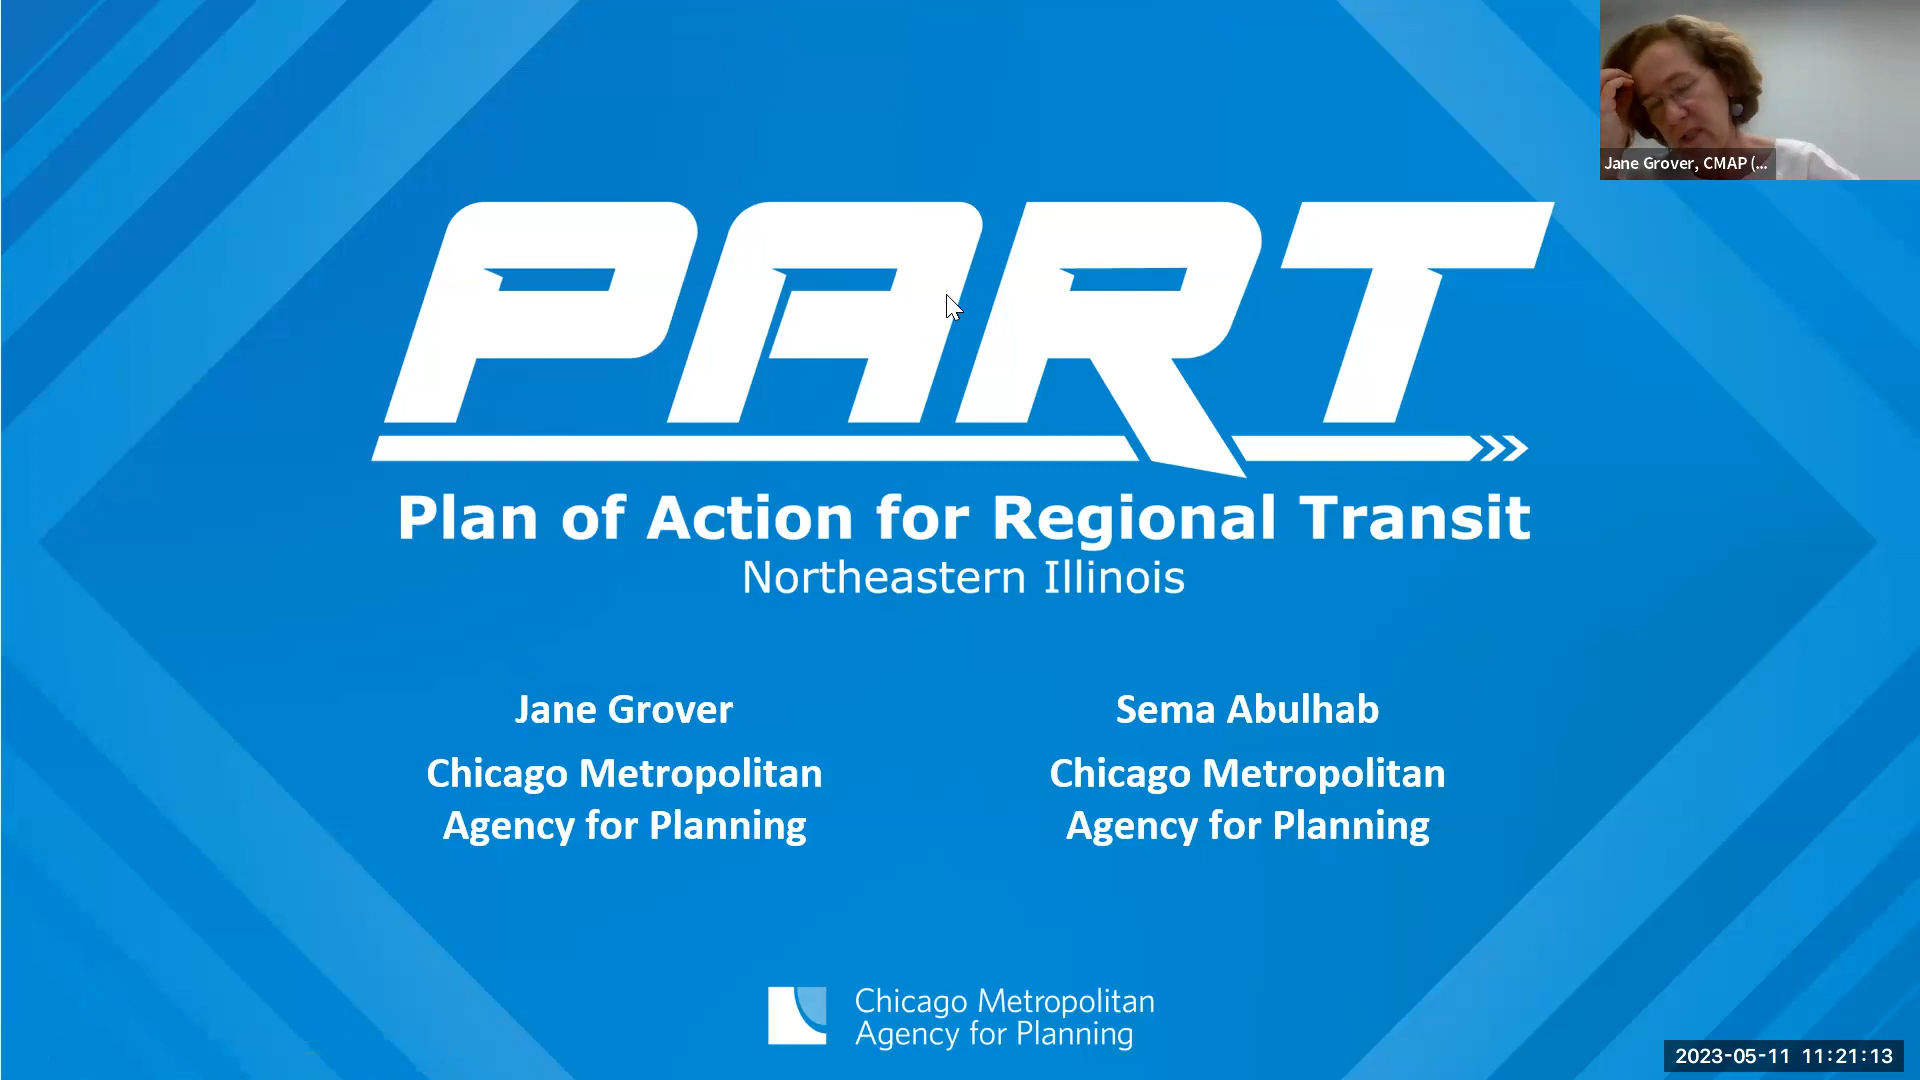 Jane Grover, CMAP (...
PART
Plan of Action for Regional Transit
Northeastern Illinois
Jane Grover
Chicago Metropolitan
Agency for Planning
Sema Abulhab
Chicago Metropolitan
Agency for Planning
Chicago Metropolitan
Agency for Planning
2023-05-11 11:21:13